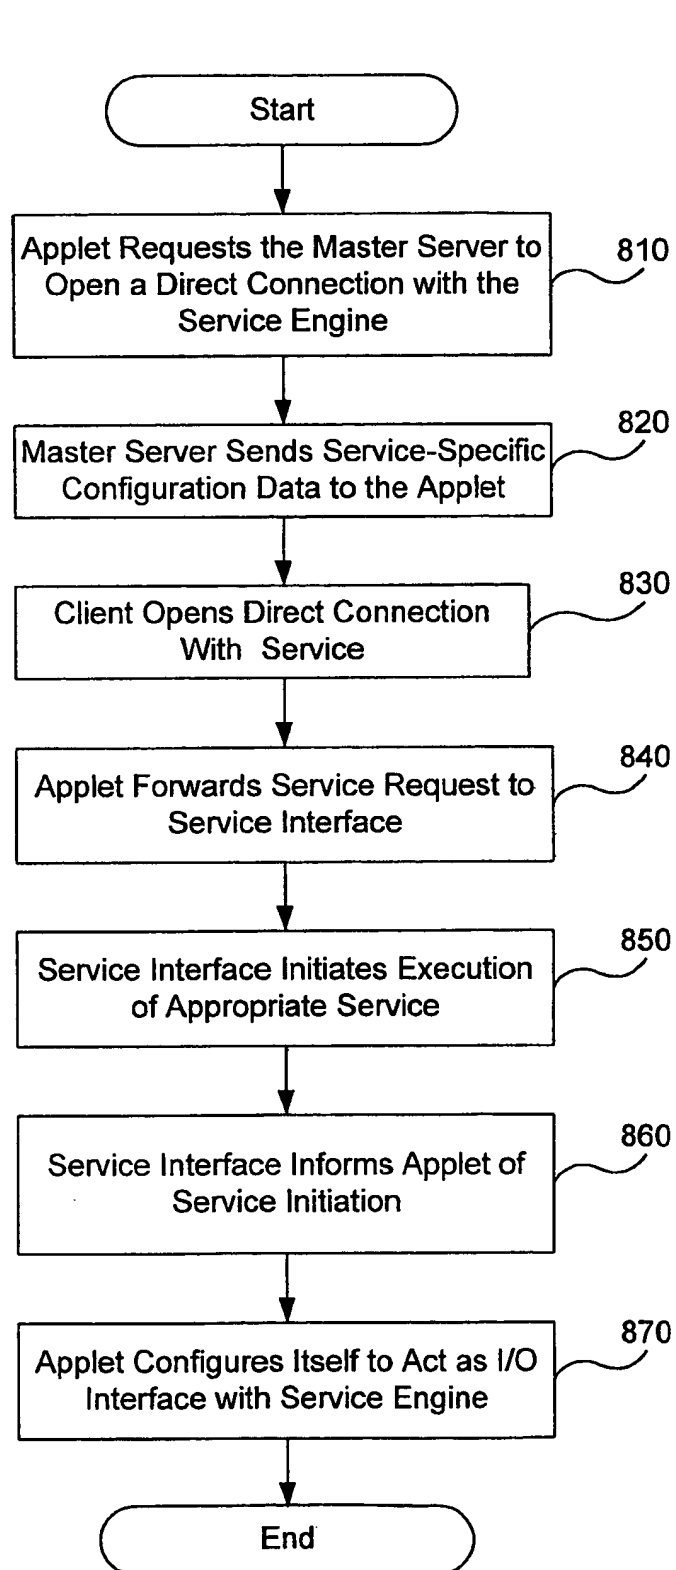 Start
Applet Requests the Master Server to
Open a Direct Connection with the
Service Engine
810
Master Server Sends Service-Specific
Configuration Data to the Applet
820
Client Opens Direct Connection
With Service
830
Applet Forwards Service Request to
Service Interface
840
Service Interface Initiates Execution
of Appropriate Service
850
Service Interface Informs Applet of
Service Initiation
860
Applet Configures Itself to Act as I/O
Interface with Service Engine
870
End